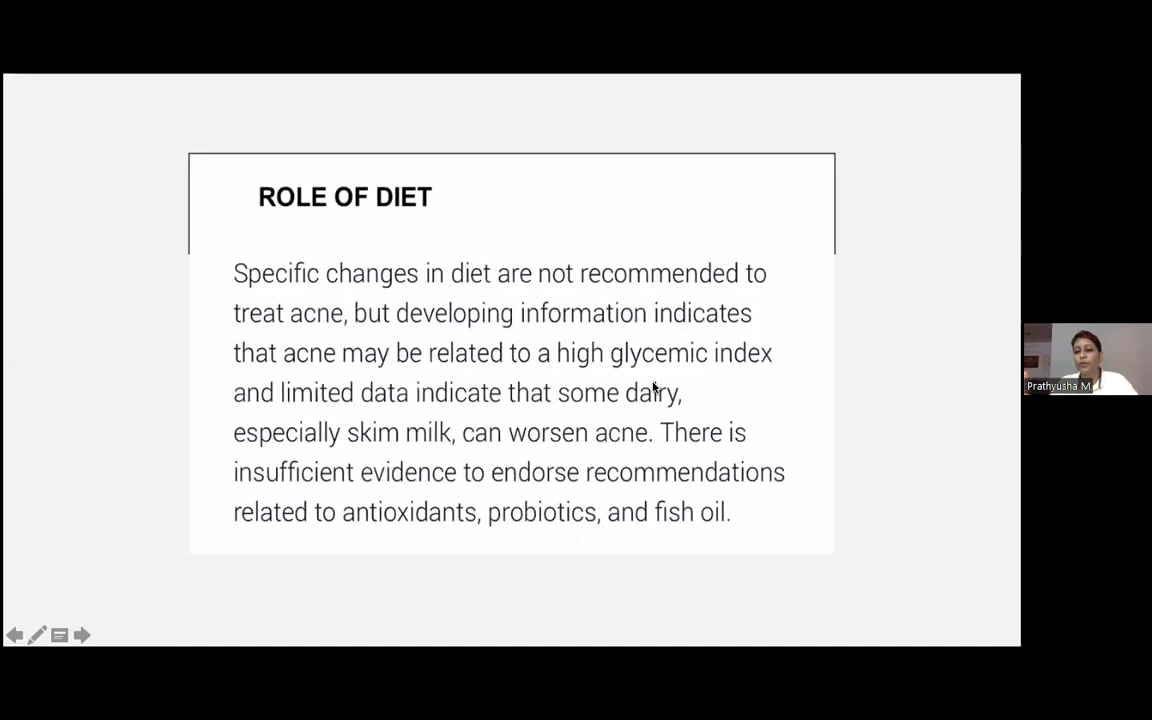 ROLE OF DIET
Specific changes in diet are not recommended to
treat acne, but developing information indicates
that acne may be related to a high glycemic index
and limited data indicate that some dairy,
especially skim milk, can worsen acne. There is
insufficient evidence to endorse recommendations
related to antioxidants, probiotics, and fish oil.
Prathyusha M